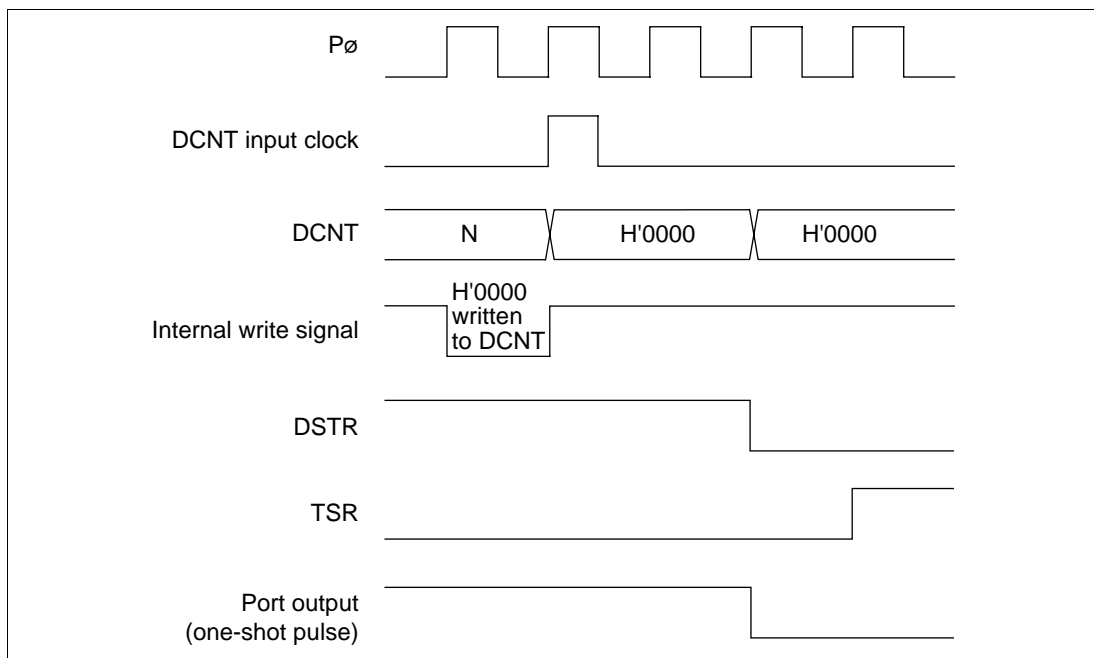 Pø
DCNT input clock
DCNT
N
H'0000
H'0000
Internal write signal
H'0000
written
to DCNT
DSTR
TSR
Port output
(one-shot pulse)